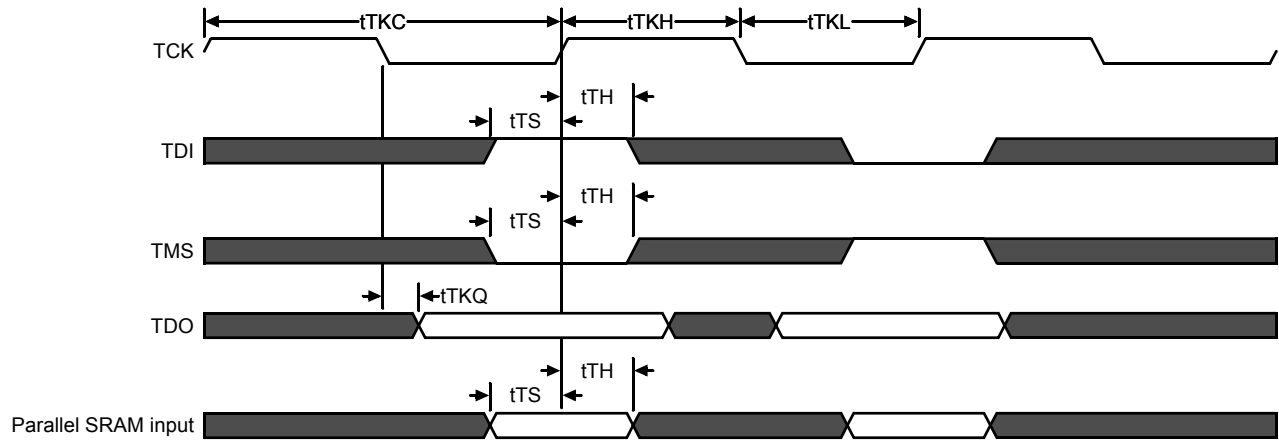 tTKC tTKH tTKL
TCK
tTH
tTS
TDI
tTH
tTS
TMS
tTKQ
TDO
tTH
tTS
Parallel SRAM input